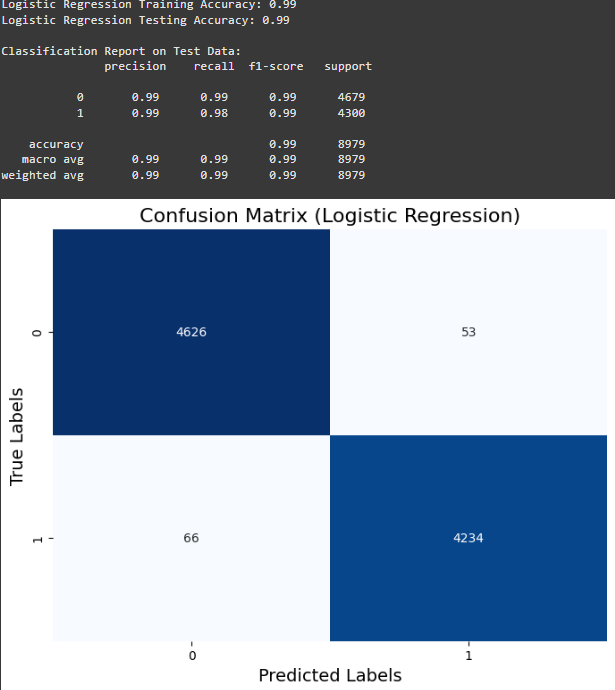 Logistic Regression Training Accuracy: 0.99
Logistic Regression Testing Accuracy: 0.99
Classification Report on Test Data:
precision recall f1-score support
0 0.99 0.99 0.99 4679
1 0.99 0.98 0.99 4300
accuracy 0.99 8979
macro avg 0.99 0.99 0.99 8979
weighted avg 0.99 0.99 0.99 8979
Confusion Matrix (Logistic Regression)
True Labels
0
4626 53
1
66 4234
0 1
Predicted Labels